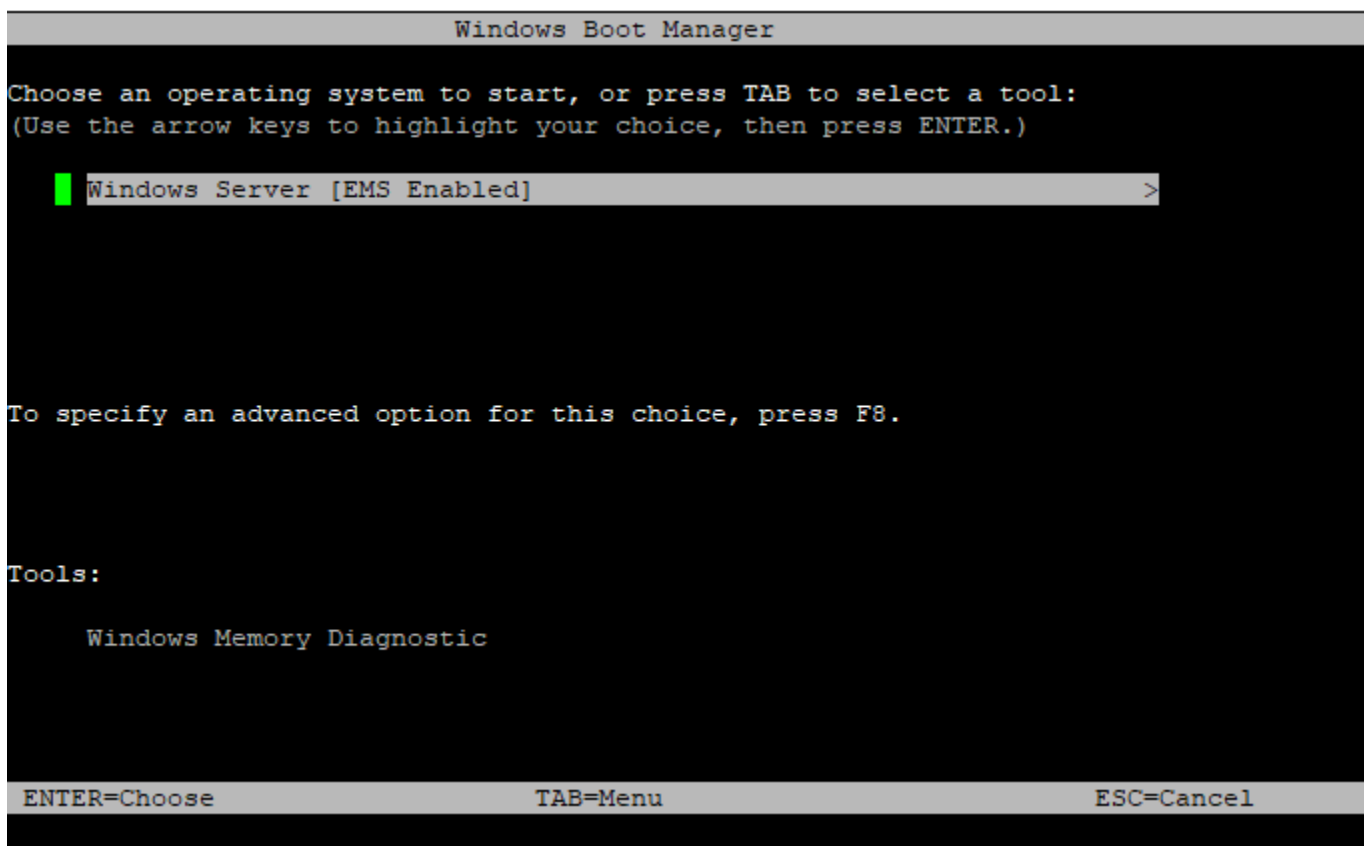 Windows Boot Manager
Choose an operating system to start, or press TAB to select a tool:
(Use the arrow keys to highlight your choice, then press ENTER.)
Windows Server [EMS Enabled] >
To specify an advanced option for this choice, press F8.
Tools:
Windows Memory Diagnostic
ENTER=Choose TAB=Menu ESC=Cancel